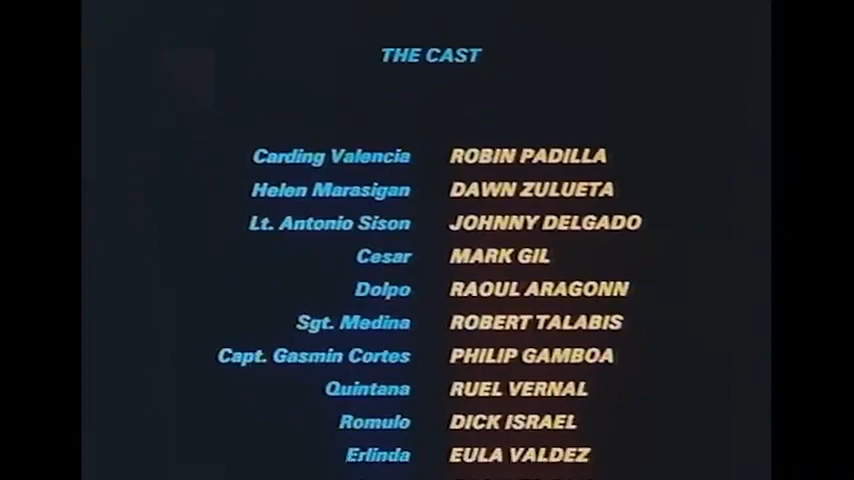 THE CAST
Carding Valencia ROBIN PADILLA
Helen Marasigan DAWN ZULUETA
Lt. Antonio Sison JOHNNY DELGADO
Cesar MARK GIL
Dolpo RAOUL ARAGONN
Sgt. Medina ROBERT TALABIS
Capt. Gasmin Cortes PHILIP GAMBOA
Quintana RUEL VERNAL
Romulo DICK ISRAEL
Erlinda EULA VALDEZ